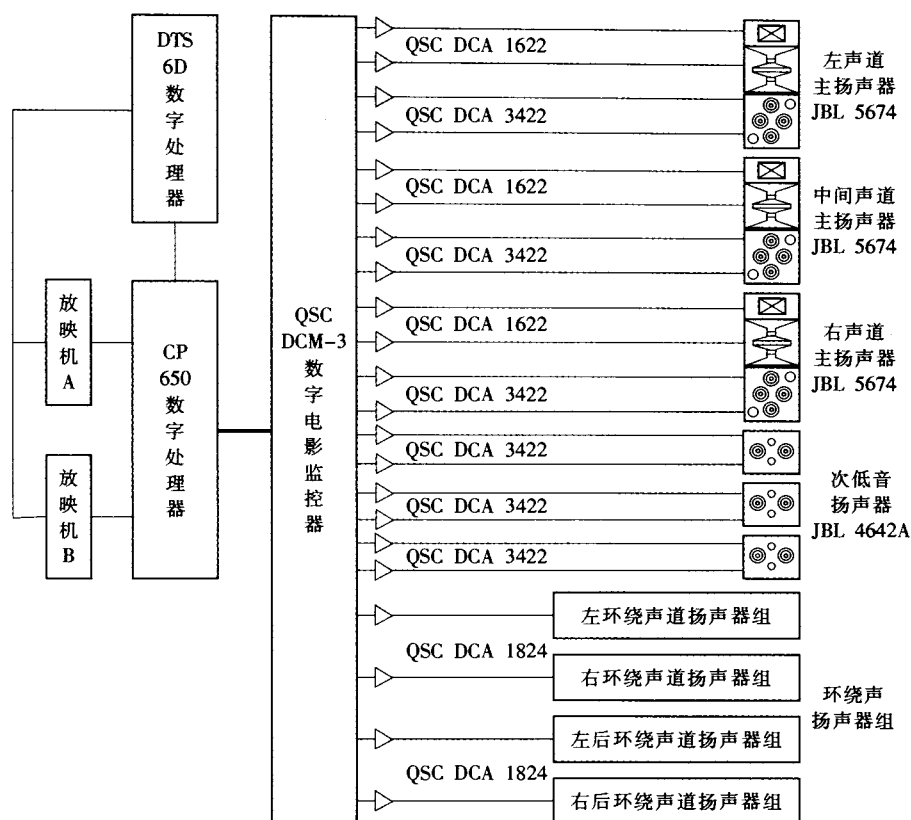 DTS
6D
数
字
处
理
器
放
映
机
A
CP
650
数
字
处
理
器
放
映
机
B
QSC
DCM-3
数
字
电
影
监
控
器
QSC DCA 1622
QSC DCA 3422
左声道
主扬声器
JBL 5674
QSC DCA 1622
QSC DCA 3422
中间声道
主扬声器
JBL 5674
QSC DCA 1622
QSC DCA 3422
右声道
主扬声器
JBL 5674
QSC DCA 3422
QSC DCA 3422
QSC DCA 3422
次低音
扬声器
JBL 4642A
左环绕声道扬声器组
QSC DCA 1824
右环绕声道扬声器组
左后环绕声道扬声器组
QSC DCA 1824
右后环绕声道扬声器组
环绕声
扬声器组